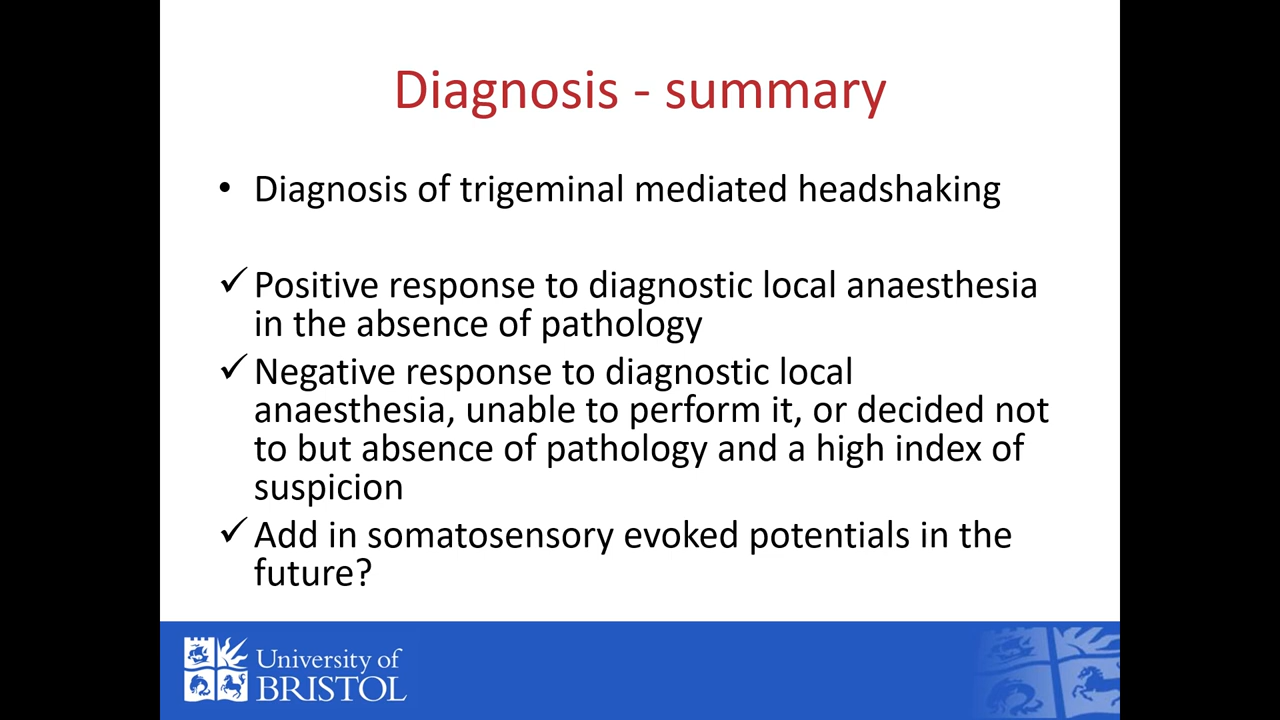 Diagnosis - summary
• Diagnosis of trigeminal mediated headshaking
✓ Positive response to diagnostic local anaesthesia
in the absence of pathology
✓ Negative response to diagnostic local
anaesthesia, unable to perform it, or decided not
to but absence of pathology and a high index of
suspicion
✓ Add in somatosensory evoked potentials in the
future?
University of
BRISTOL